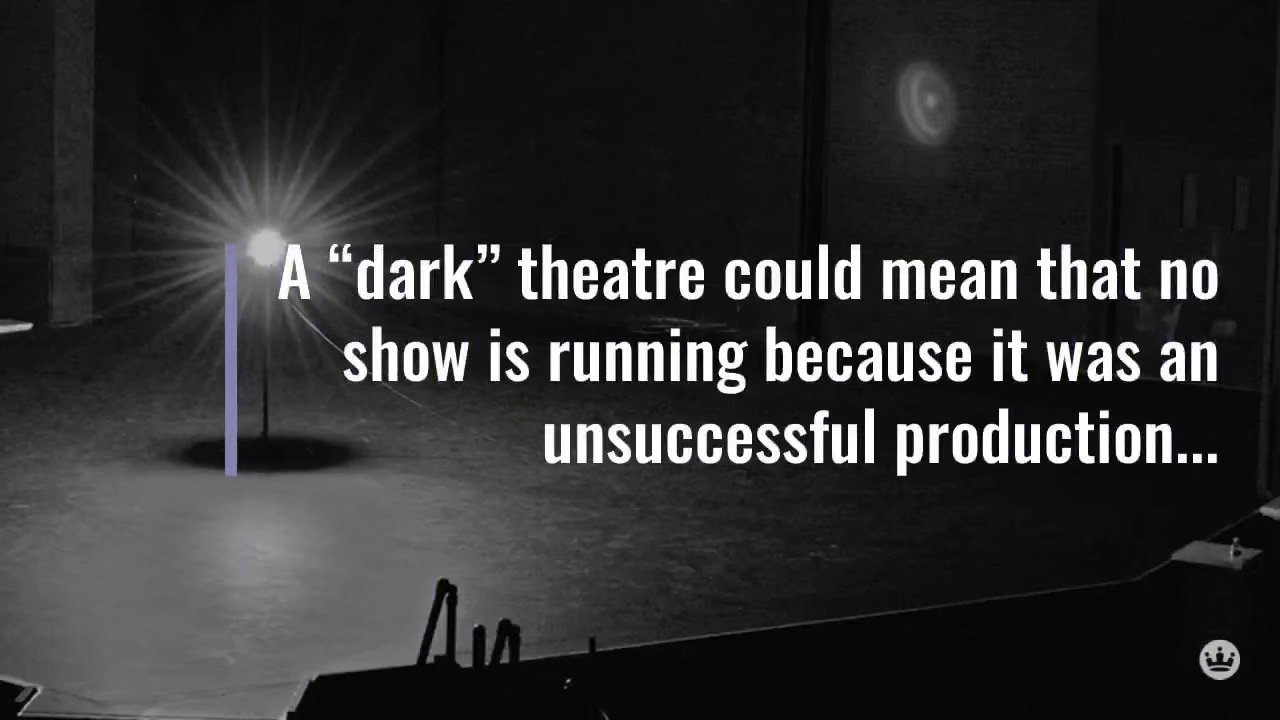 A “dark” theatre could mean that no
show is running because it was an
unsuccessful production...